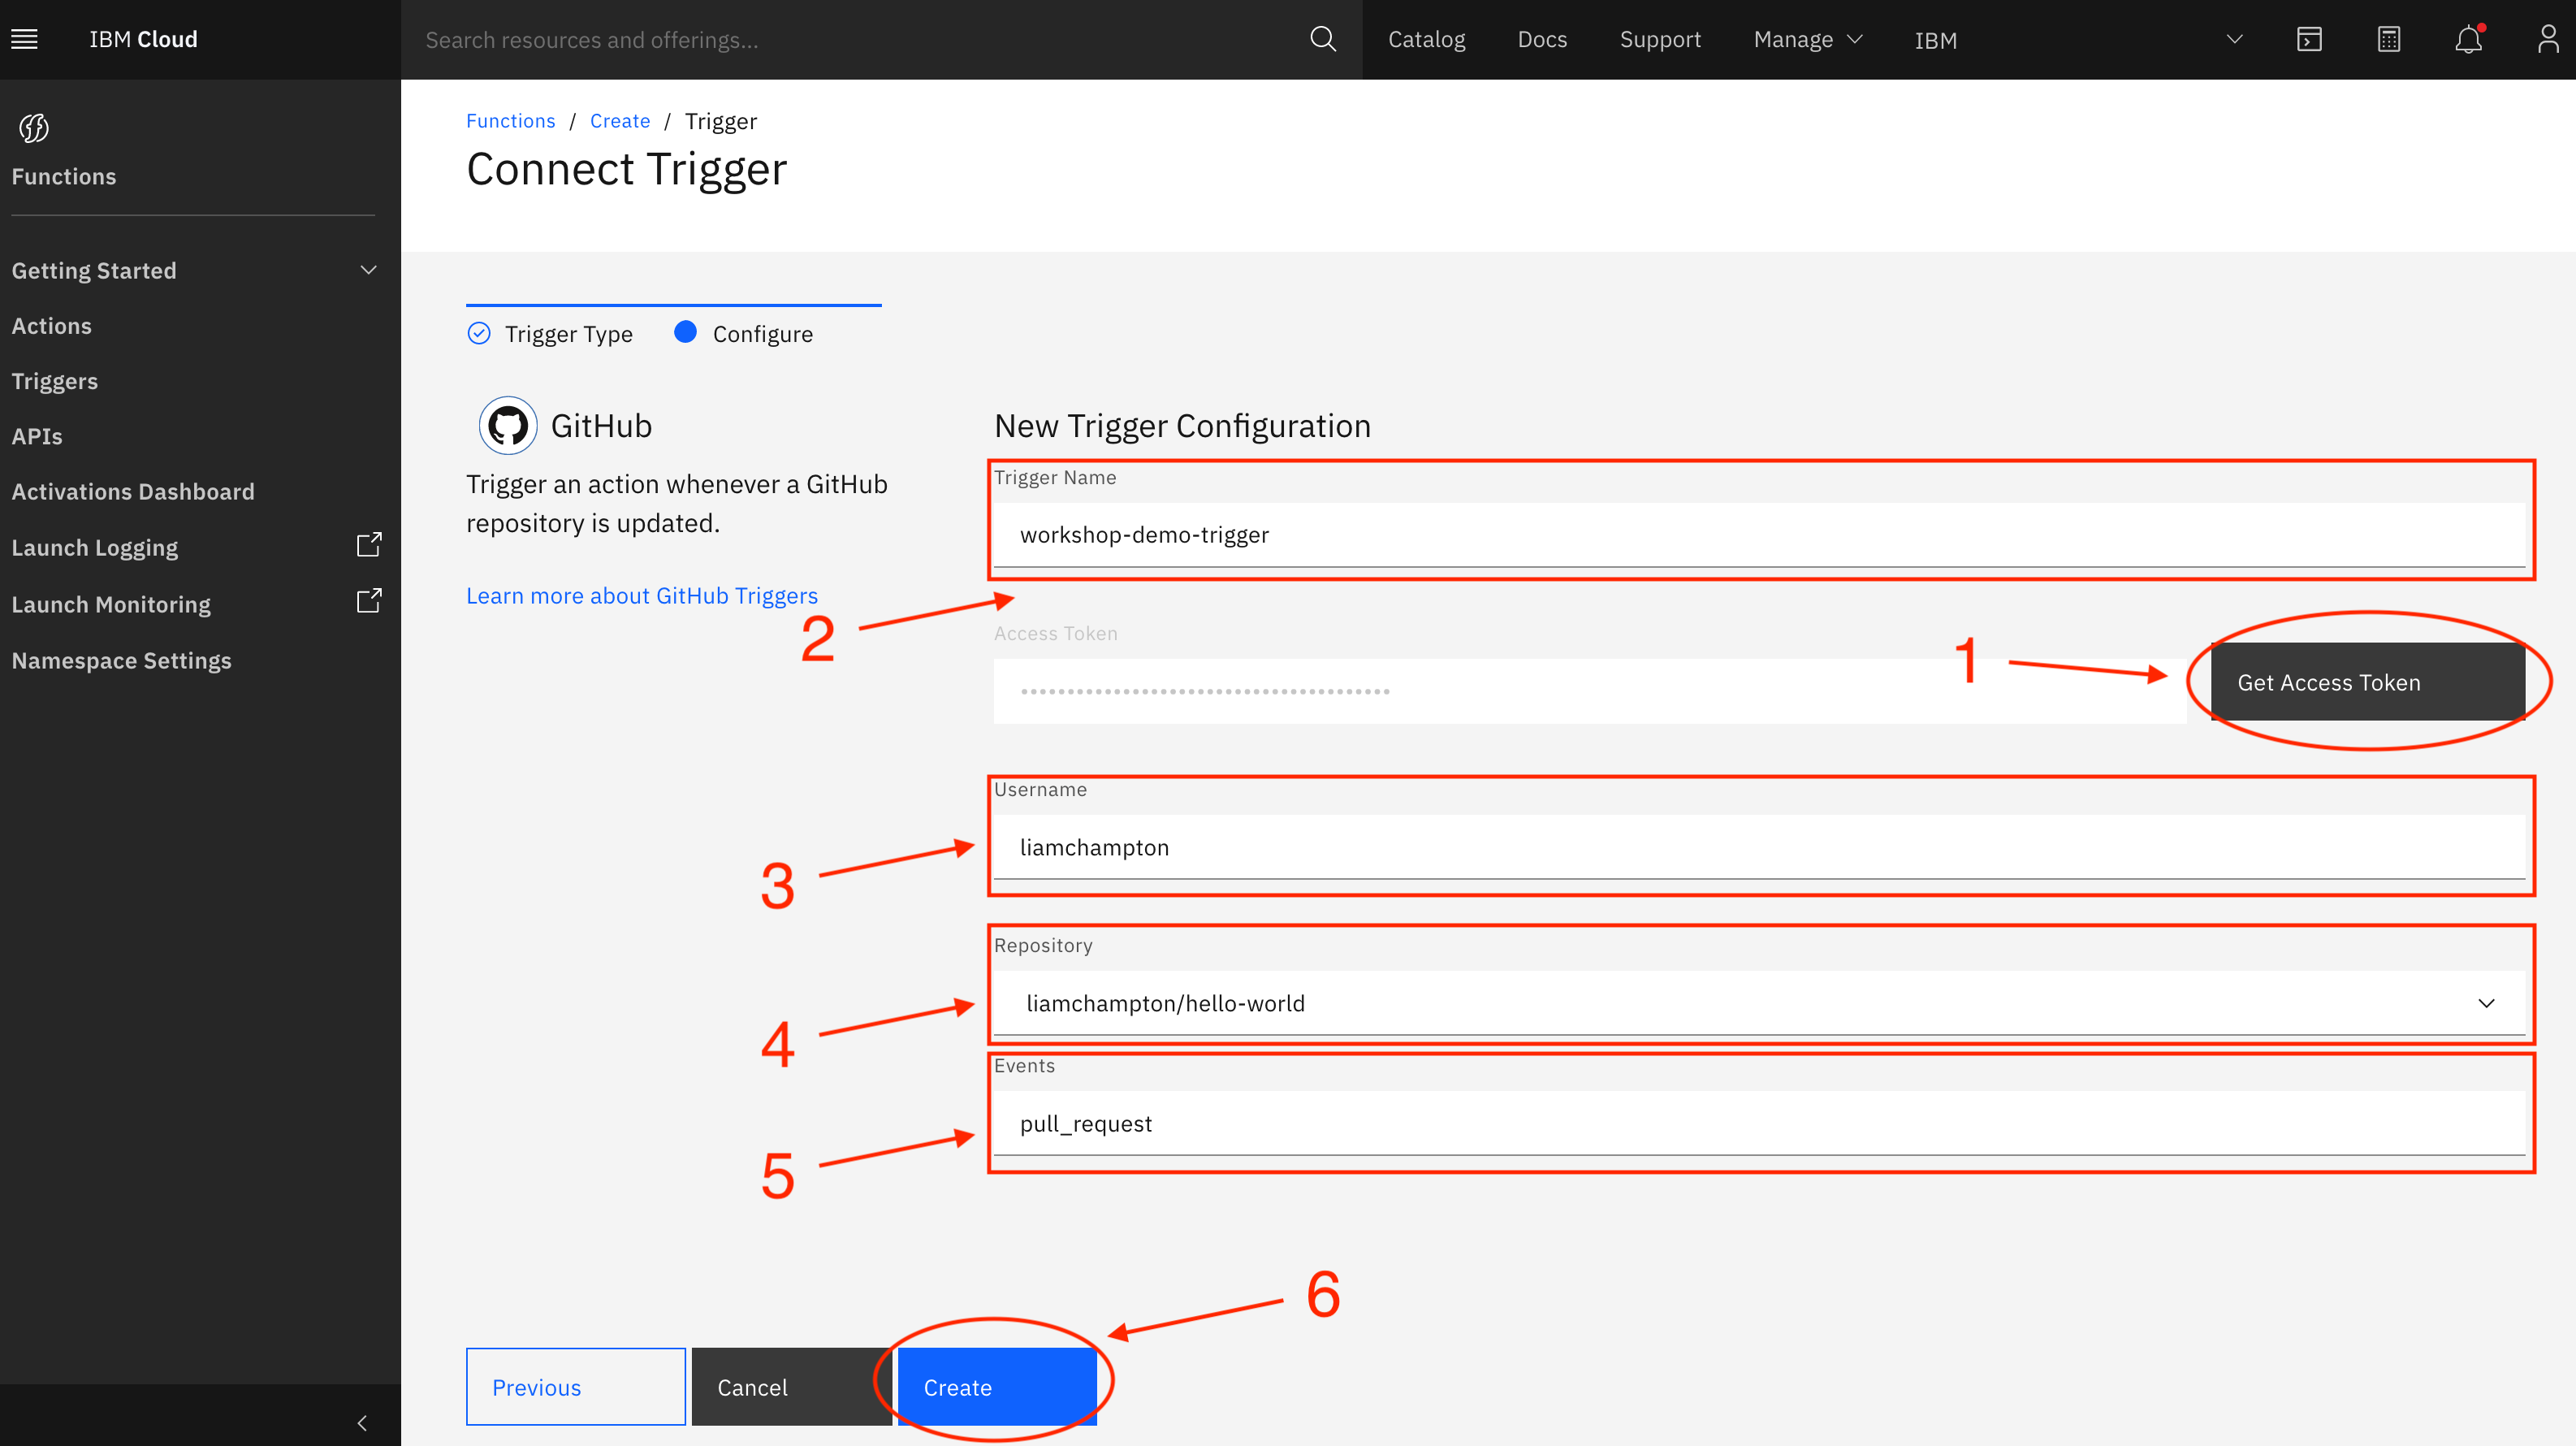 IBM Cloud
Search resources and offerings...
Catalog
Docs
Support
Manage
IBM
Functions
Getting Started
Actions
Triggers
APIs
Activations Dashboard
Launch Logging
Launch Monitoring
Namespace Settings
Functions / Create / Trigger
Connect Trigger
Trigger Type
Configure
GitHub
Trigger an action whenever a GitHub
repository is updated.
Learn more about GitHub Triggers
New Trigger Configuration
Trigger Name
workshop-demo-trigger
2
Access Token
••••••••••••••••••••••••••••••••••••••••
1
Get Access Token
Username
liamchampton
3
Repository
liamchampton/hello-world
4
Events
pull_request
5
6
Previous
Cancel
Create